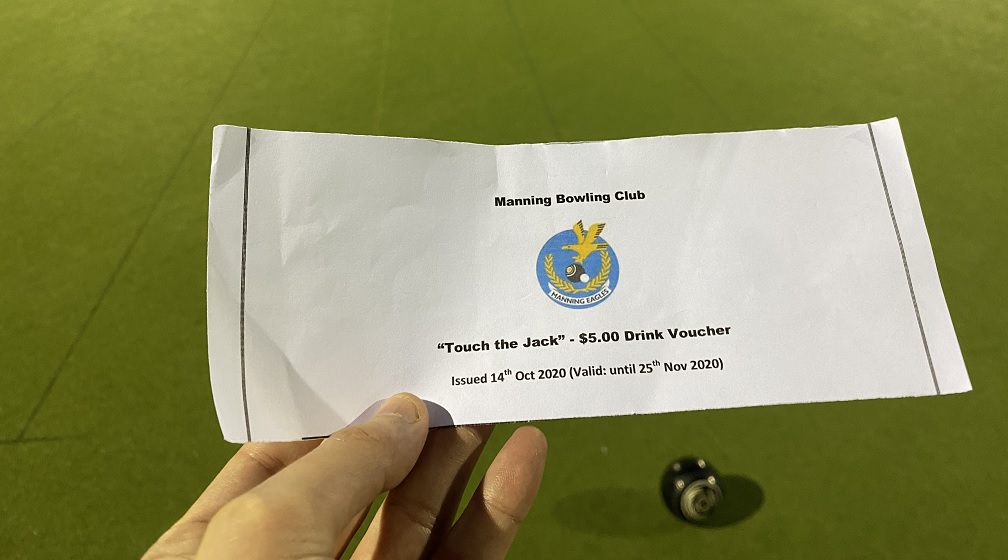 Manning Bowling Club
MANNING EAGLES
“Touch the Jack” - $5.00 Drink Voucher
Issued 14th Oct 2020 (Valid: until 25th Nov 2020)